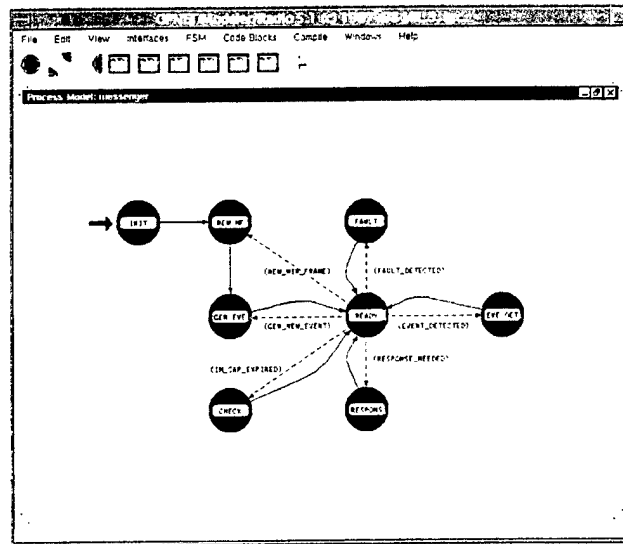 File Edit View Interfaces FSM Code Blocks Compile Windows Help
Process Model: messenger
INIT
NEW_MF
FAULT
(NEW_MIP_FRAME)
(FAULT_DETECTED)
GEN_EVE
READY
EVE_DET
(GEN_NEW_EVENT)
(EVENT_DETECTED)
(IM_GAP_EXPIRED)
(RESPONSE_NEEDED)
CHECK
RESPONS